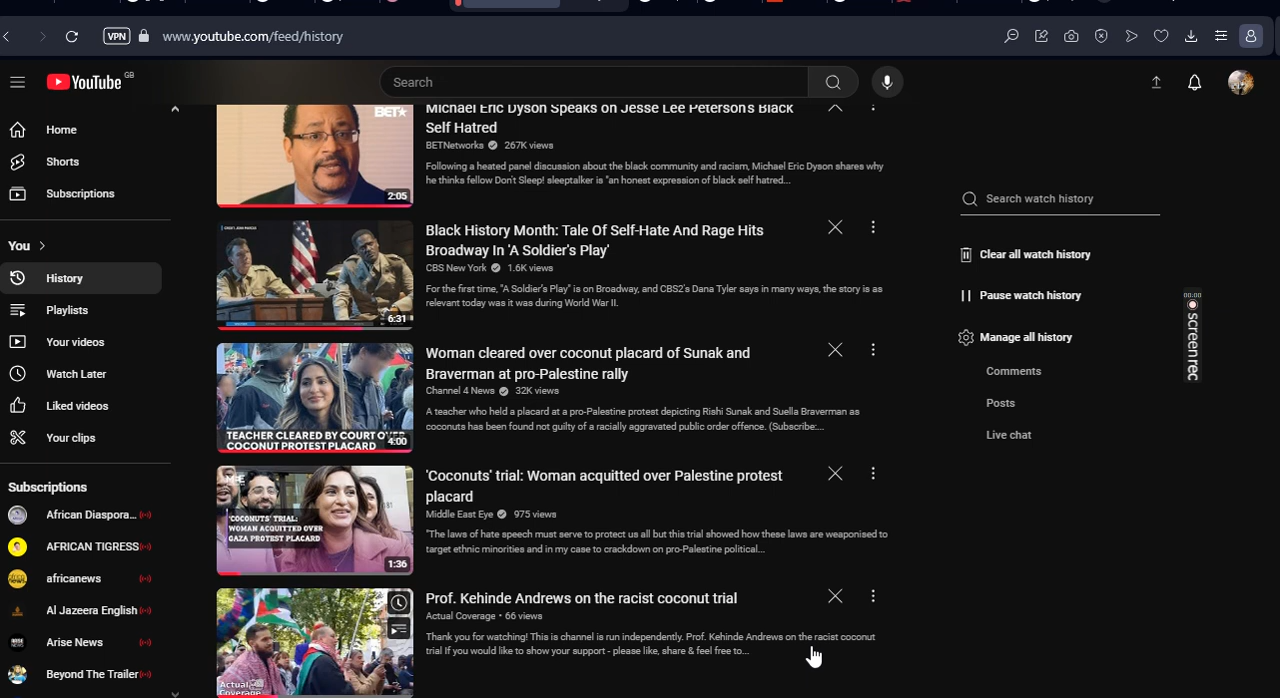 VPN
www.youtube.com/feed/history
YouTube GB
Search
Home
Shorts
Subscriptions
You
History
Playlists
Your videos
Watch Later
Liked videos
Your clips
Subscriptions
African Diaspora...
AFRICAN TIGRESS
africanews
Al Jazeera English
Arise News
Beyond The Trailer
BET
2:05
Michael Eric Dyson Speaks on Jesse Lee Peterson's Black
Self Hatred
BETNetworks 267K views
Following a heated panel discussion about the black community and racism, Michael Eric Dyson shares why
he thinks fellow Don't Sleep! sleeptalker is "an honest expression of black self hatred...
6:31
Black History Month: Tale Of Self-Hate And Rage Hits
Broadway In 'A Soldier's Play'
CBS New York 1.6K views
For the first time, "A Soldier's Play" is on Broadway, and CBS2's Dana Tyler says in many ways, the story is as
relevant today was it was during World War II.
TEACHER CLEARED BY COURT OVER
COCONUT PROTEST PLACARD
4:00
Woman cleared over coconut placard of Sunak and
Braverman at pro-Palestine rally
Channel 4 News 32K views
A teacher who held a placard at a pro-Palestine protest depicting Rishi Sunak and Suella Braverman as
coconuts has been found not guilty of a racially aggravated public order offence. (Subscribe:...
'COCONUTS' TRIAL:
WOMAN ACQUITTED OVER
GAZA PROTEST PLACARD
1:36
'Coconuts' trial: Woman acquitted over Palestine protest
placard
Middle East Eye 975 views
"The laws of hate speech must serve to protect us all but this trial showed how these laws are weaponised to
target ethnic minorities and in my case to crackdown on pro-Palestine political...
Actual
Coverage
Prof. Kehinde Andrews on the racist coconut trial
Actual Coverage • 66 views
Thank you for watching! This is channel is run independently. Prof. Kehinde Andrews on the racist coconut
trial If you would like to show your support - please like, share & feel free to...
Search watch history
Clear all watch history
Pause watch history
Manage all history
Comments
Posts
Live chat
00:00
screen rec